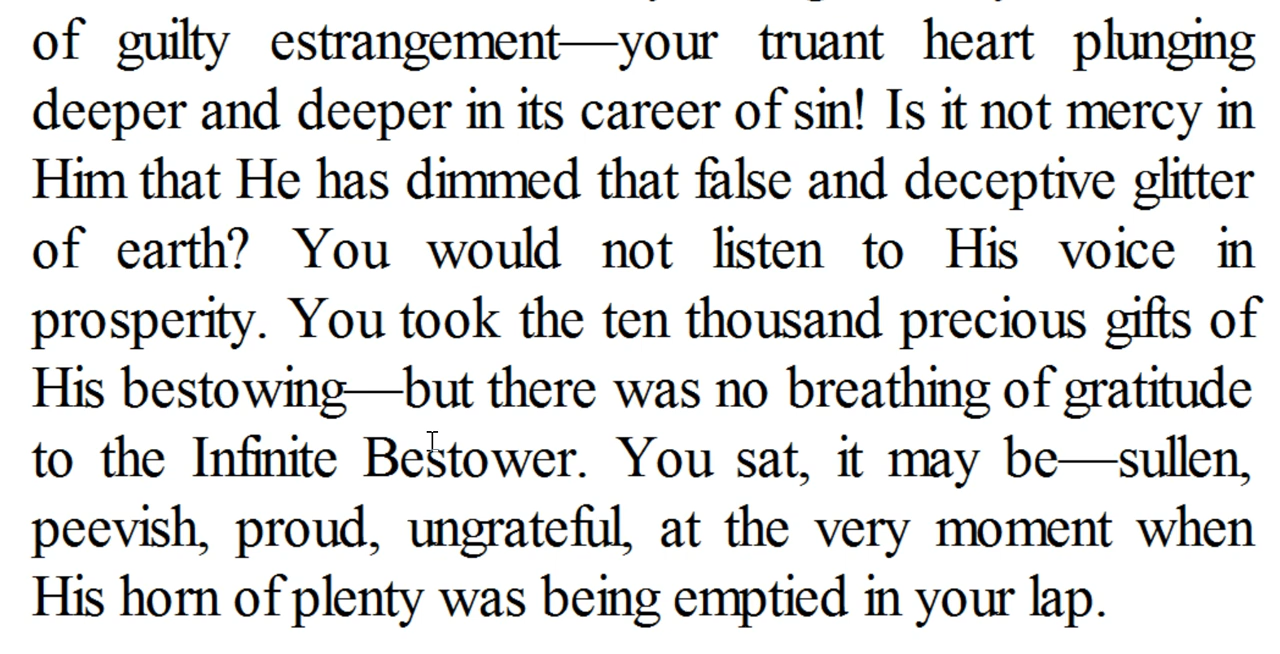 of guilty estrangement—your truant heart plunging
deeper and deeper in its career of sin! Is it not mercy in
Him that He has dimmed that false and deceptive glitter
of earth? You would not listen to His voice in
prosperity. You took the ten thousand precious gifts of
His bestowing—but there was no breathing of gratitude
to the Infinite Bestower. You sat, it may be—sullen,
peevish, proud, ungrateful, at the very moment when
His horn of plenty was being emptied in your lap.